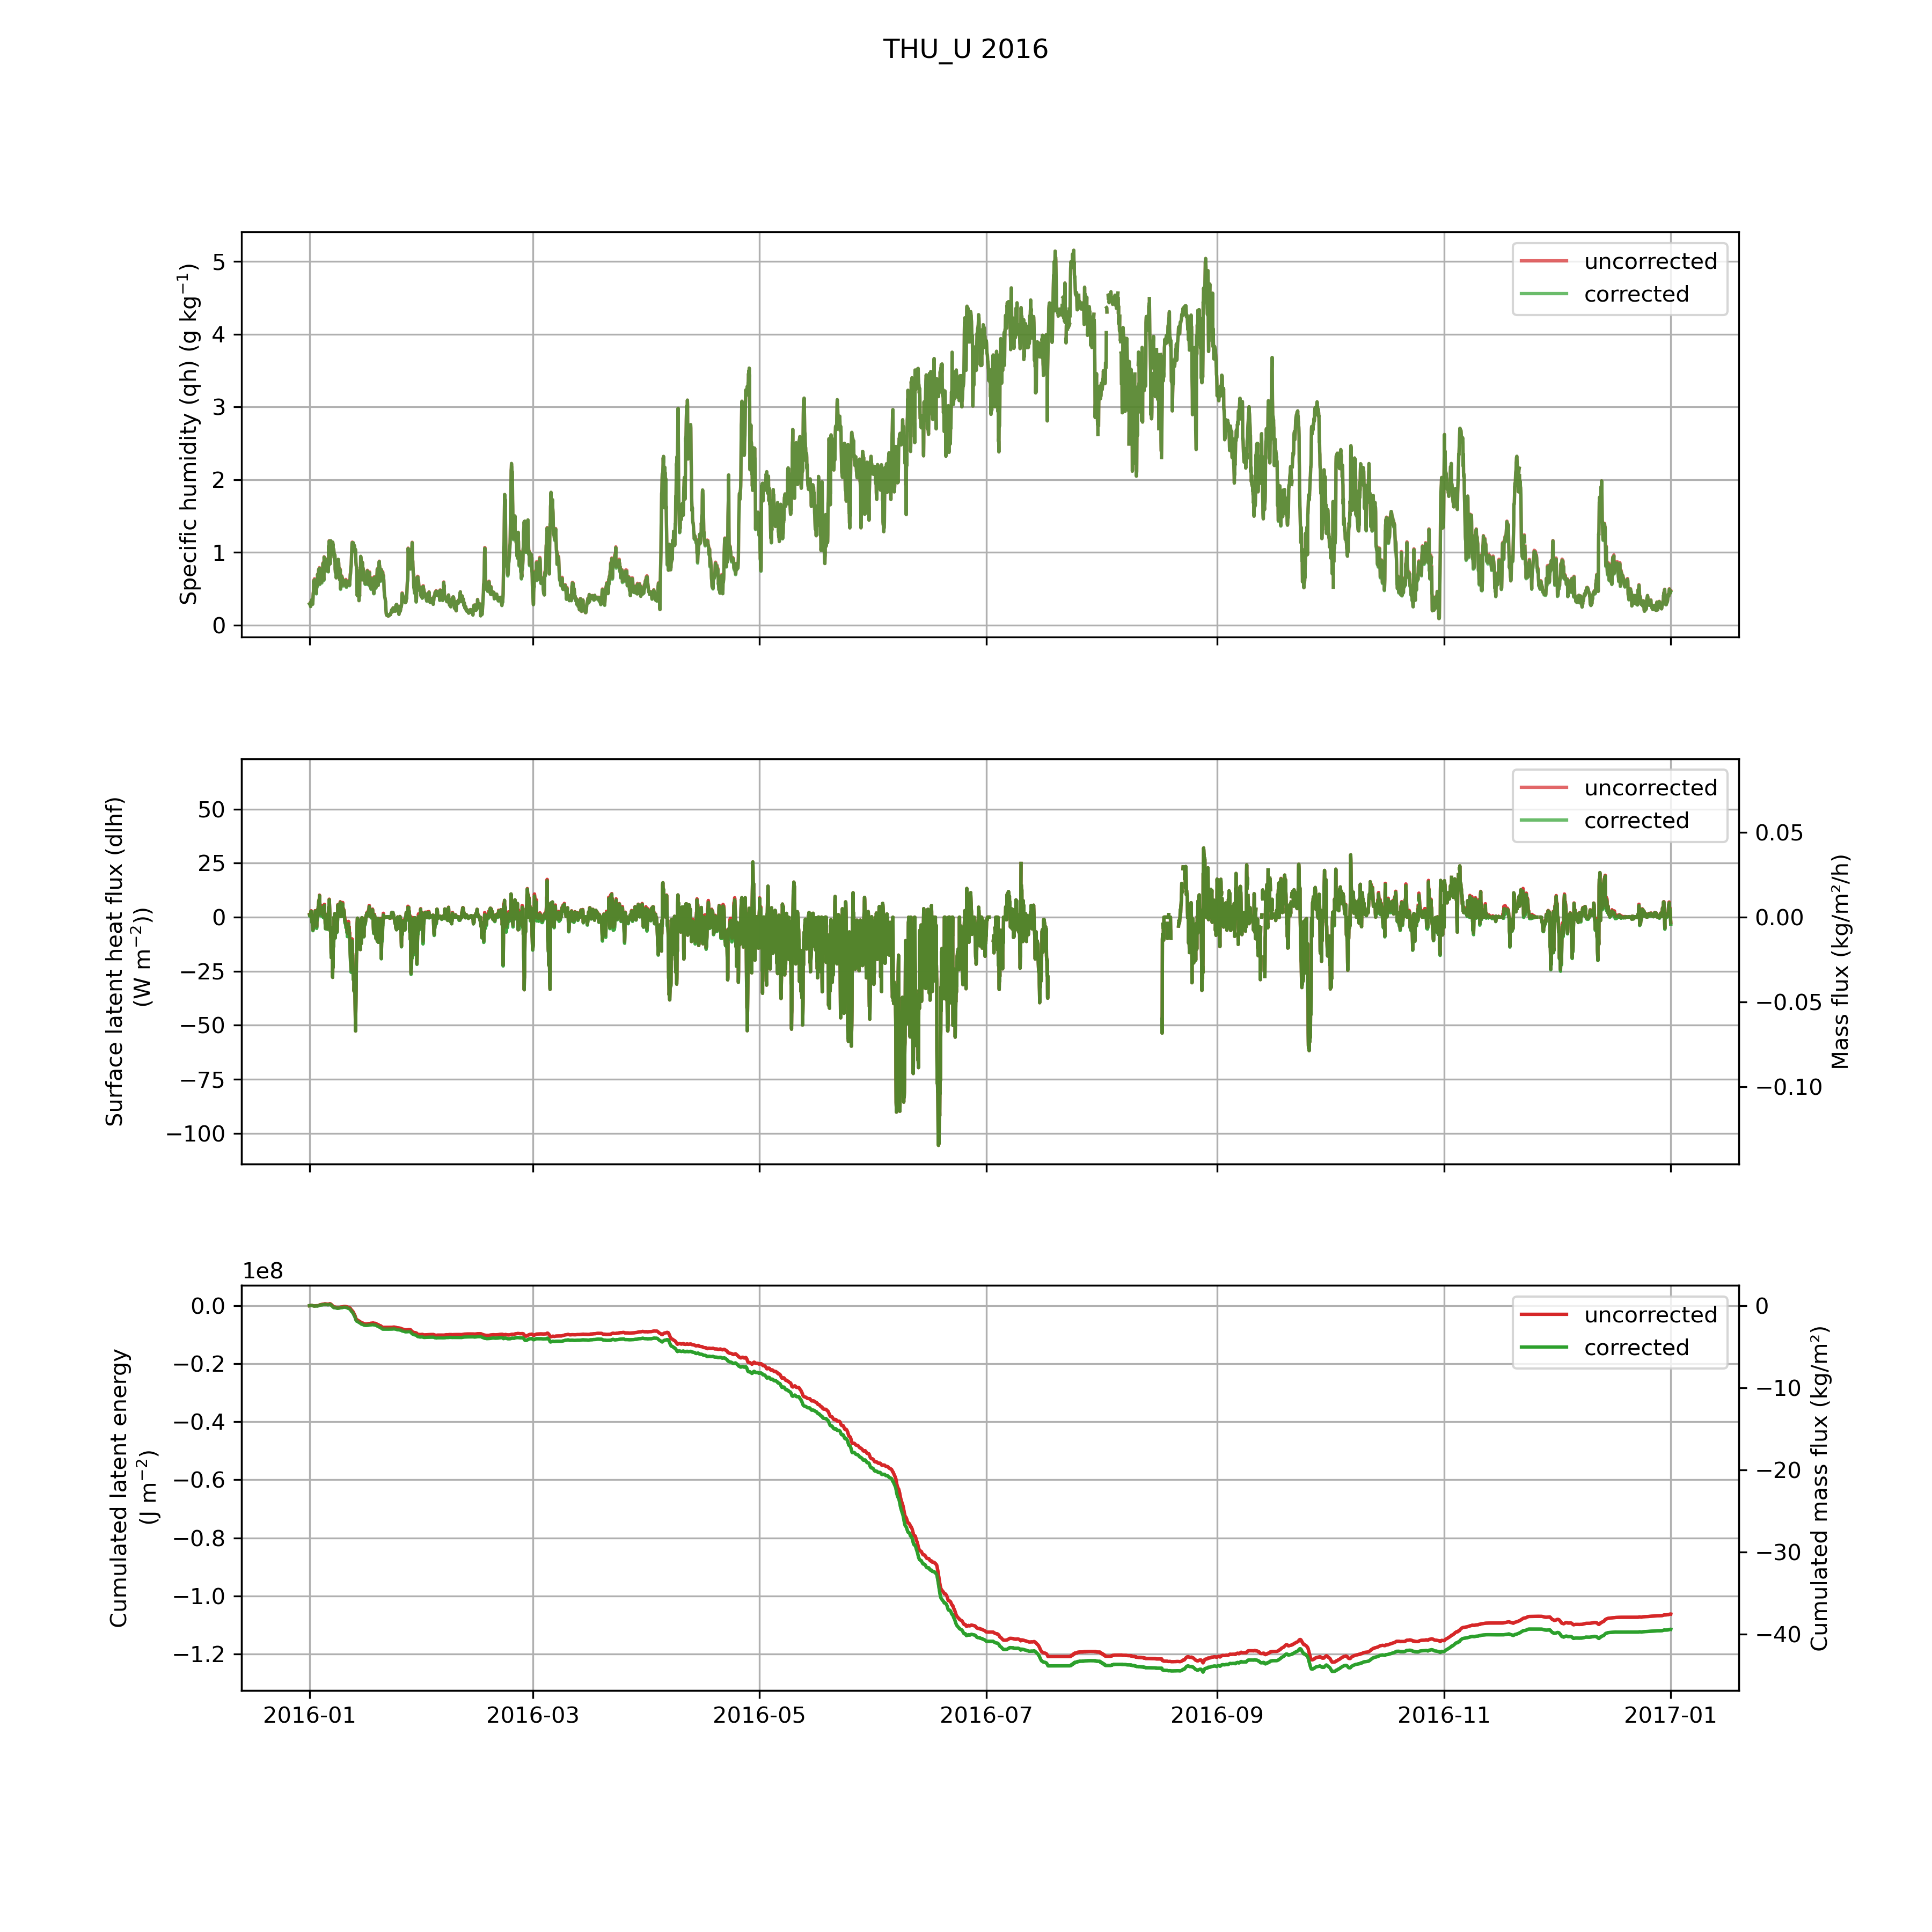 THU_U 2016
Specific humidity (qh) (g kg⁻¹)
5
4
3
2
1
0
uncorrected
corrected
Surface latent heat flux (dlhf)
(W m⁻²))
50
25
0
−25
−50
−75
−100
uncorrected
corrected
0.05
0.00
−0.05
−0.10
Mass flux (kg/m²/h)
1e8
Cumulated latent energy
(J m⁻²)
0.0
−0.2
−0.4
−0.6
−0.8
−1.0
−1.2
uncorrected
corrected
0
−10
−20
−30
−40
Cumulated mass flux (kg/m²)
2016-01
2016-03
2016-05
2016-07
2016-09
2016-11
2017-01